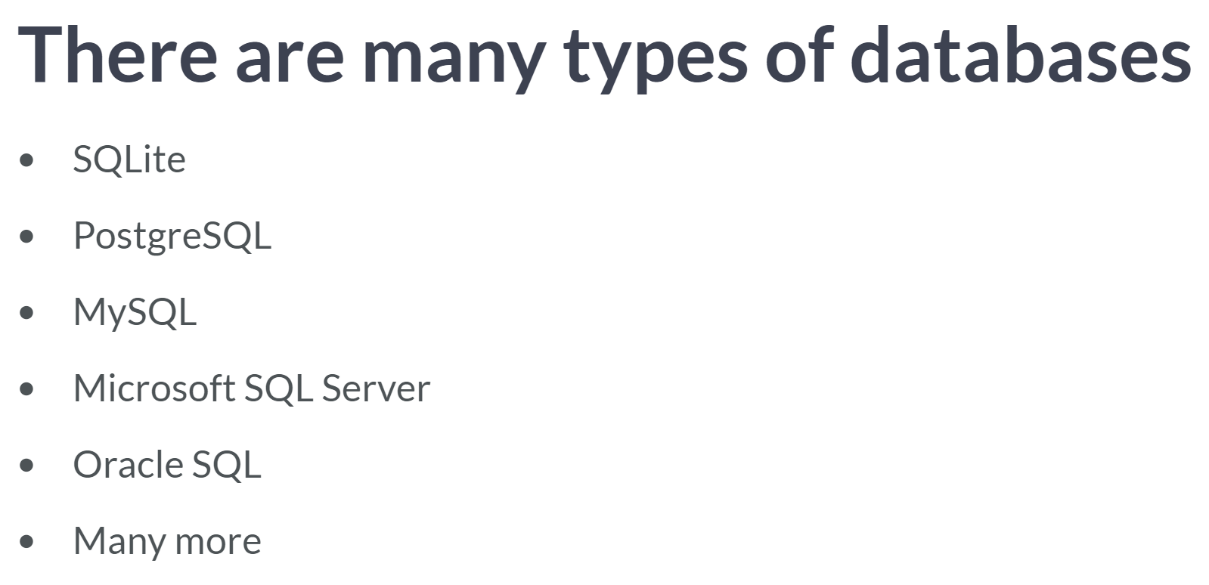 There are many types of databases
• SQLite
• PostgreSQL
• MySQL
• Microsoft SQL Server
• Oracle SQL
• Many more